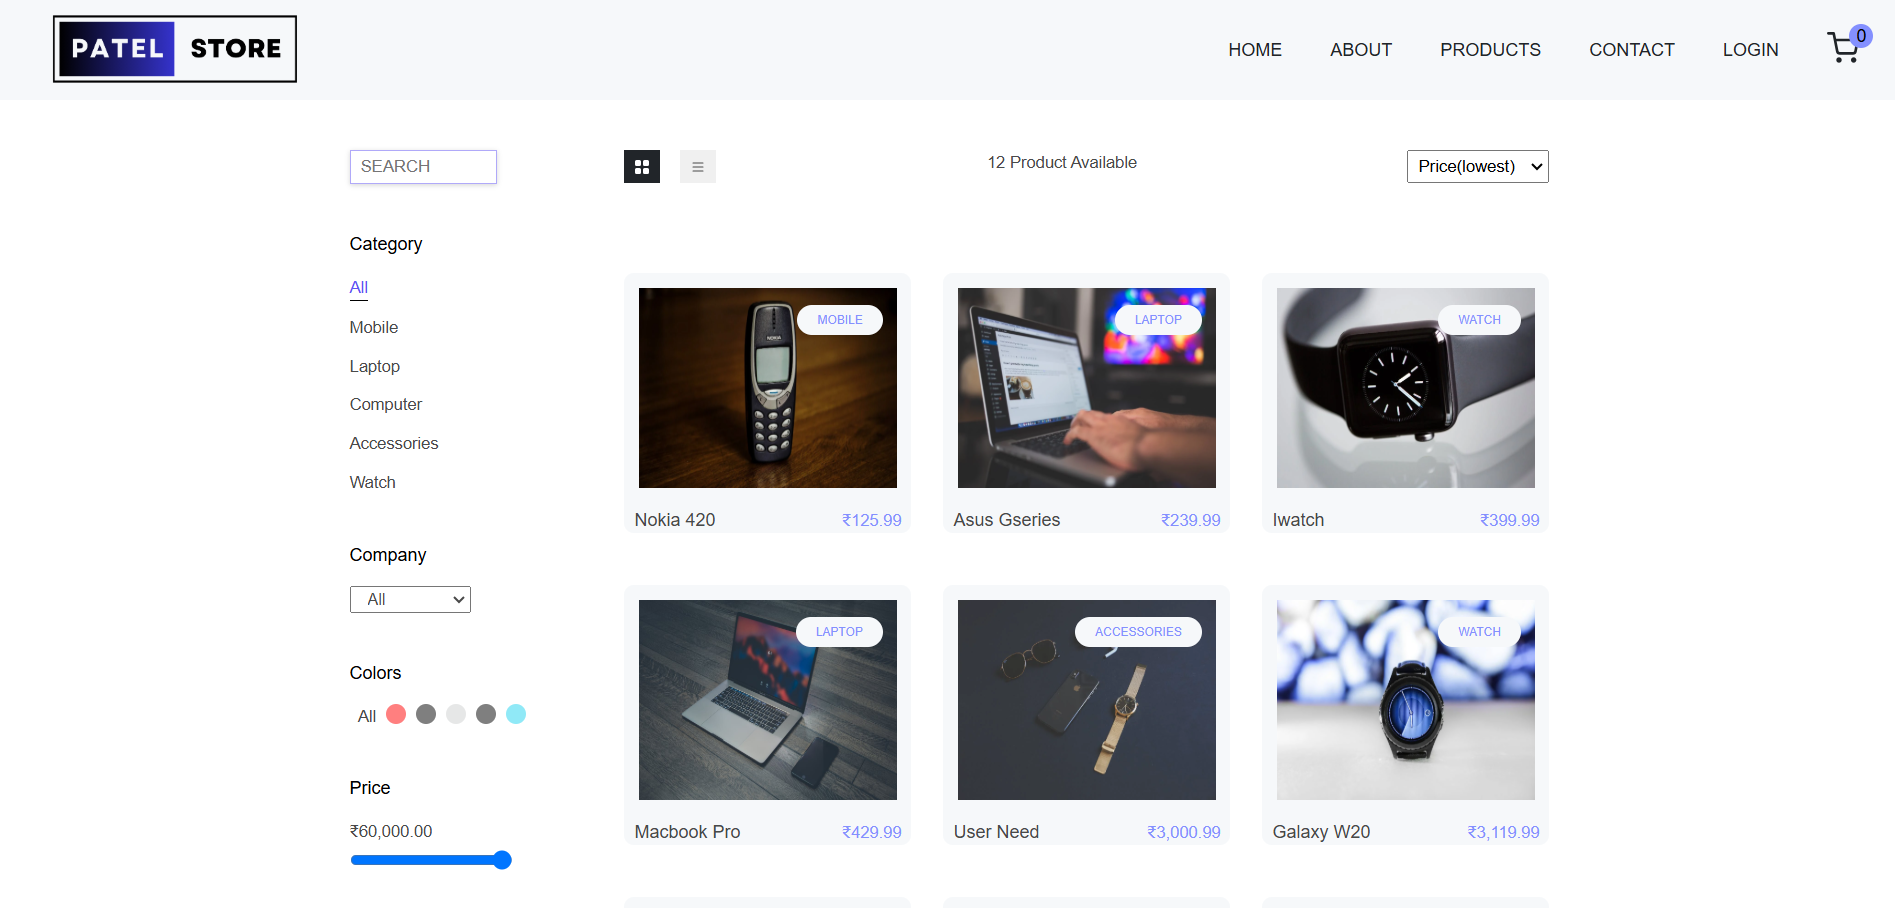 PATEL STORE
HOME ABOUT PRODUCTS CONTACT LOGIN 0
SEARCH
12 Product Available
Price(lowest)
Category
All
Mobile
Laptop
Computer
Accessories
Watch
Company
All
Colors
All
Price
₹60,000.00
MOBILE
NOKIA
Nokia 420 ₹125.99
LAPTOP
Asus Gseries ₹239.99
WATCH
Iwatch ₹399.99
LAPTOP
Macbook Pro ₹429.99
ACCESSORIES
User Need ₹3,000.99
WATCH
Galaxy W20 ₹3,119.99